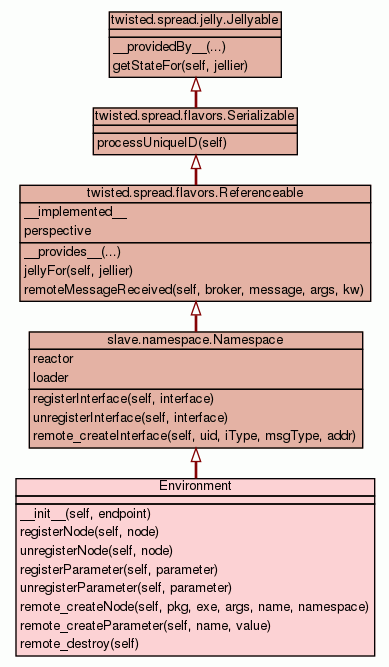 twisted.spread.jelly.Jellyable
__providedBy__(...)
getStateFor(self, jellier)
twisted.spread.flavors.Serializable
processUniqueID(self)
twisted.spread.flavors.Referenceable
__implemented__
perspective
__provides__(...)
jellyFor(self, jellier)
remoteMessageReceived(self, broker, message, args, kw)
slave.namespace.Namespace
reactor
loader
registerInterface(self, interface)
unregisterInterface(self, interface)
remote_createInterface(self, uid, iType, msgType, addr)
Environment
__init__(self, endpoint)
registerNode(self, node)
unregisterNode(self, node)
registerParameter(self, parameter)
unregisterParameter(self, parameter)
remote_createNode(self, pkg, exe, args, name, namespace)
remote_createParameter(self, name, value)
remote_destroy(self)